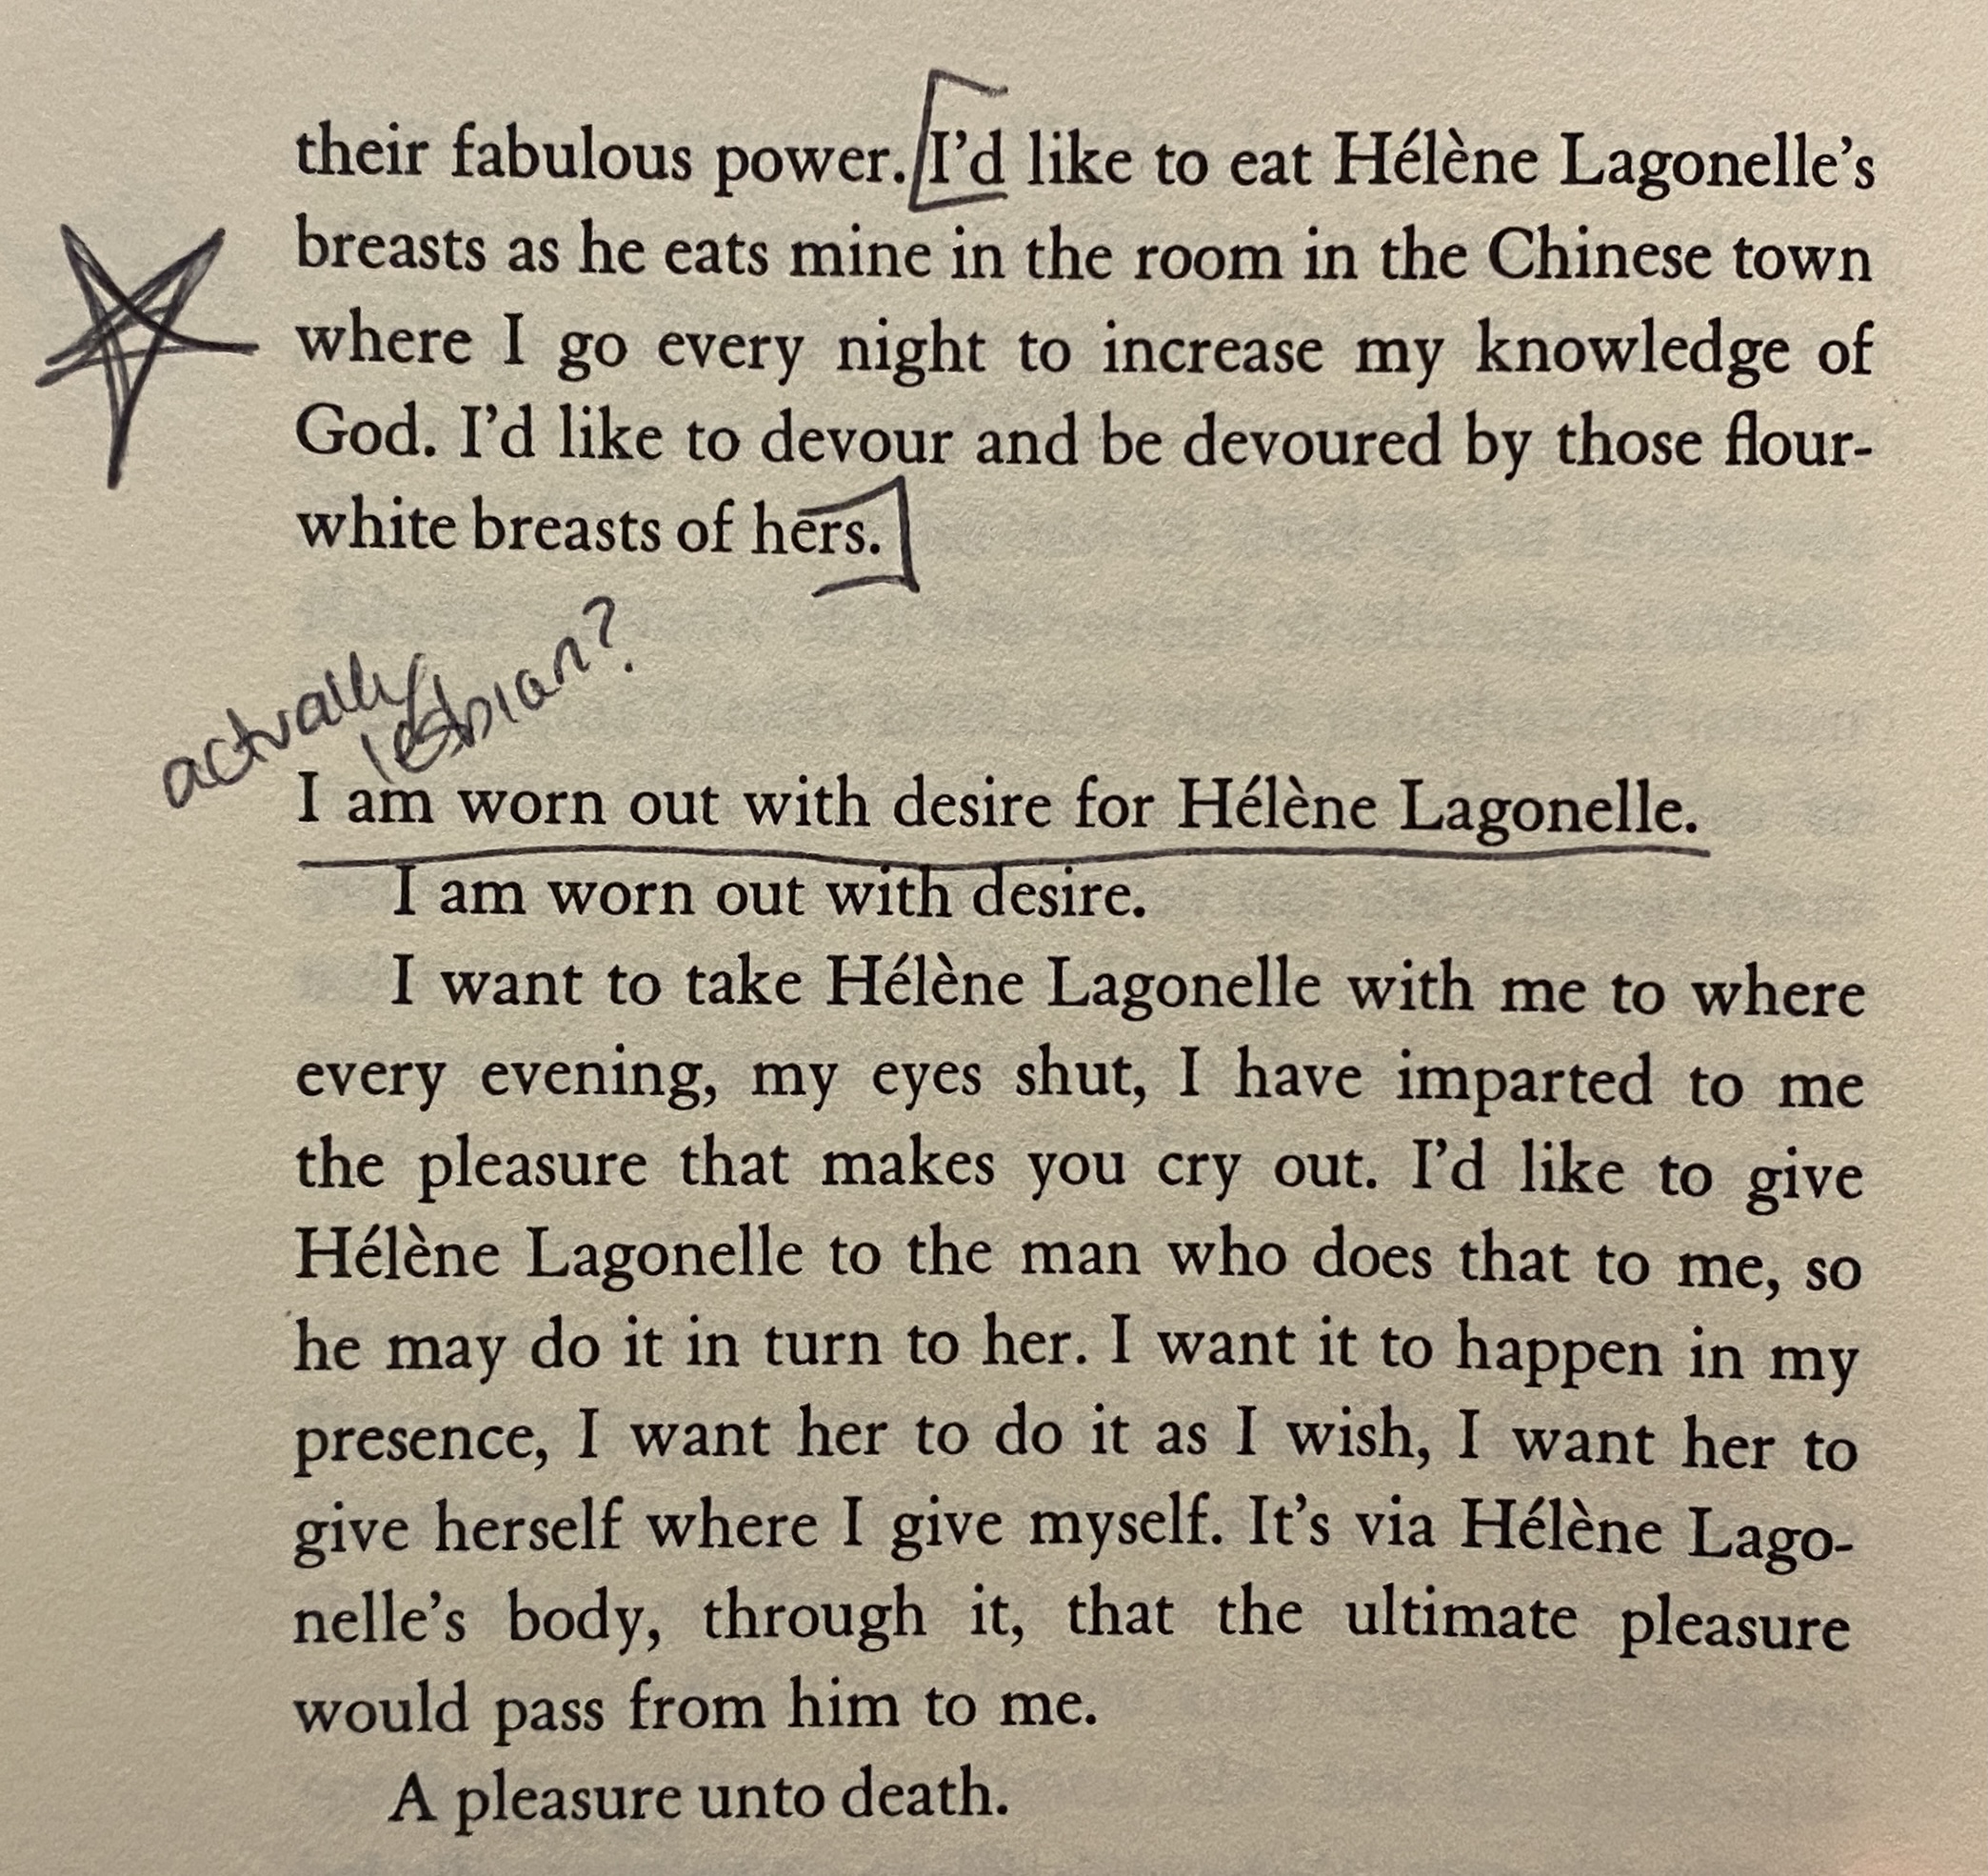 their fabulous power. I'd like to eat Hélène Lagonelle's
breasts as he eats mine in the room in the Chinese town
where I go every night to increase my knowledge of
God. I'd like to devour and be devoured by those flour-
white breasts of hers.
actually
lesbian?
I am worn out with desire for Hélène Lagonelle.
I am worn out with desire.
I want to take Hélène Lagonelle with me to where
every evening, my eyes shut, I have imparted to me
the pleasure that makes you cry out. I'd like to give
Hélène Lagonelle to the man who does that to me, so
he may do it in turn to her. I want it to happen in my
presence, I want her to do it as I wish, I want her to
give herself where I give myself. It's via Hélène Lago-
nelle's body, through it, that the ultimate pleasure
would pass from him to me.
A pleasure unto death.